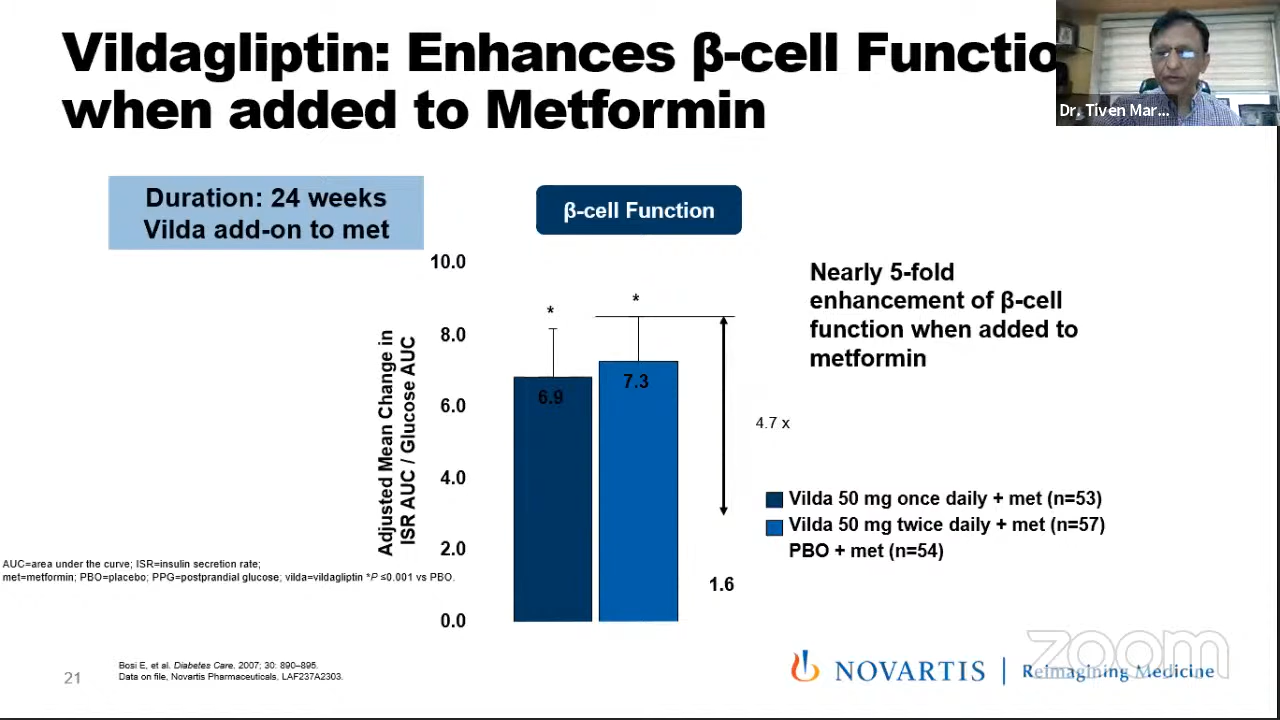 Vildagliptin: Enhances β-cell Functio
when added to Metformin
Dr. Tiven Mar...
Duration: 24 weeks
Vilda add-on to met
β-cell Function
Adjusted Mean Change in
ISR AUC / Glucose AUC
10.0
8.0
6.0
4.0
2.0
0.0
*
*
6.9
7.3
4.7 x
1.6
Nearly 5-fold
enhancement of β-cell
function when added to
metformin
Vilda 50 mg once daily + met (n=53)
Vilda 50 mg twice daily + met (n=57)
PBO + met (n=54)
AUC=area under the curve; ISR=insulin secretion rate;
met=metformin; PBO=placebo; PPG=postprandial glucose; vilda=vildagliptin *P ≤0.001 vs PBO.
21
Bosi E, et al. Diabetes Care. 2007; 30: 890–895.
Data on file, Novartis Pharmaceuticals, LAF237A2303.
NOVARTIS | Reimagining Medicine
zoom